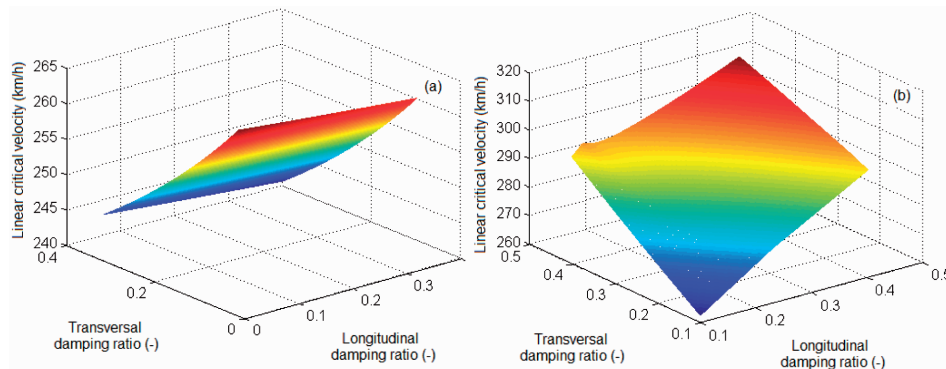 (a)
Linear critical velocity (km/h)
265
260
255
250
245
240
0.4
0.2
0
0
0.1
0.2
0.3
Transversal
damping ratio (-)
Longitudinal
damping ratio (-)
(b)
Linear critical velocity (km/h)
320
310
300
290
280
270
260
0.5
0.4
0.3
0.2
0.1
0.1
0.2
0.3
0.4
0.5
Transversal
damping ratio (-)
Longitudinal
damping ratio (-)